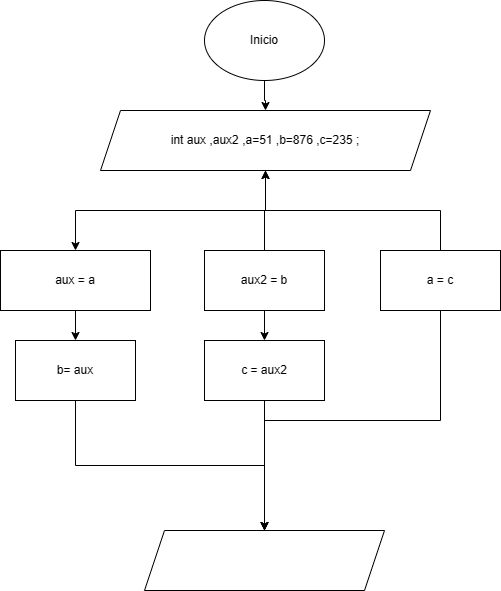 Inicio
int aux ,aux2 ,a=51 ,b=876 ,c=235 ;
aux = a
aux2 = b
a = c
b= aux
c = aux2